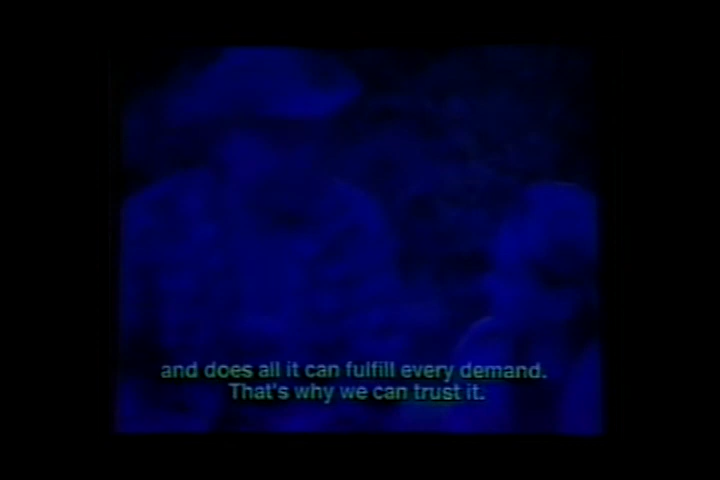 and does all it can fulfill every demand.
That's why we can trust it.